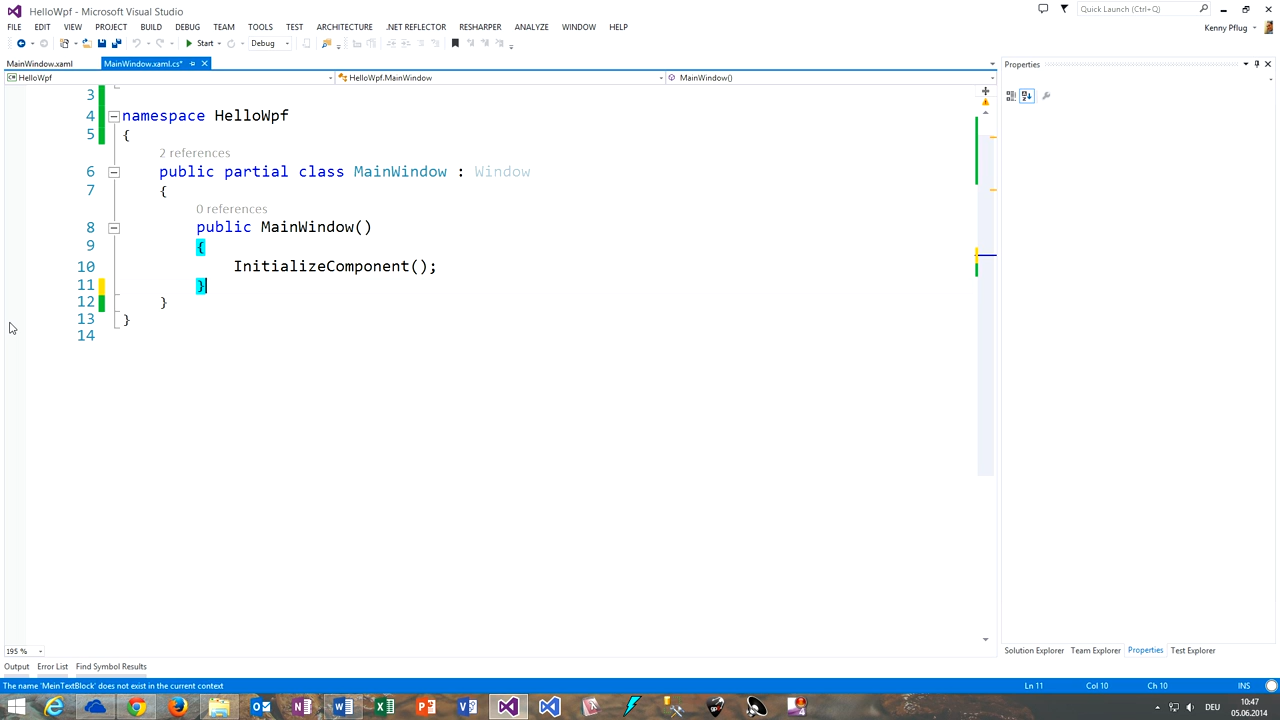 HelloWpf - Microsoft Visual Studio
Quick Launch (Ctrl+Q)
FILE EDIT VIEW PROJECT BUILD DEBUG TEAM TOOLS TEST ARCHITECTURE .NET REFLECTOR RESHARPER ANALYZE WINDOW HELP
Kenny Pflug
Start Debug
MainWindow.xaml MainWindow.xaml.cs*
Properties
HelloWpf HelloWpf.MainWindow MainWindow()
3
4 namespace HelloWpf
5 {
2 references
6 public partial class MainWindow : Window
7 {
0 references
8 public MainWindow()
9 {
10 InitializeComponent();
11 }
12 }
13 }
14
195 %
Solution Explorer Team Explorer Properties Test Explorer
Output Error List Find Symbol Results
The name 'MeinTextBlock' does not exist in the current context
Ln 11 Col 10 Ch 10 INS
DEU
10:47
05.06.2014